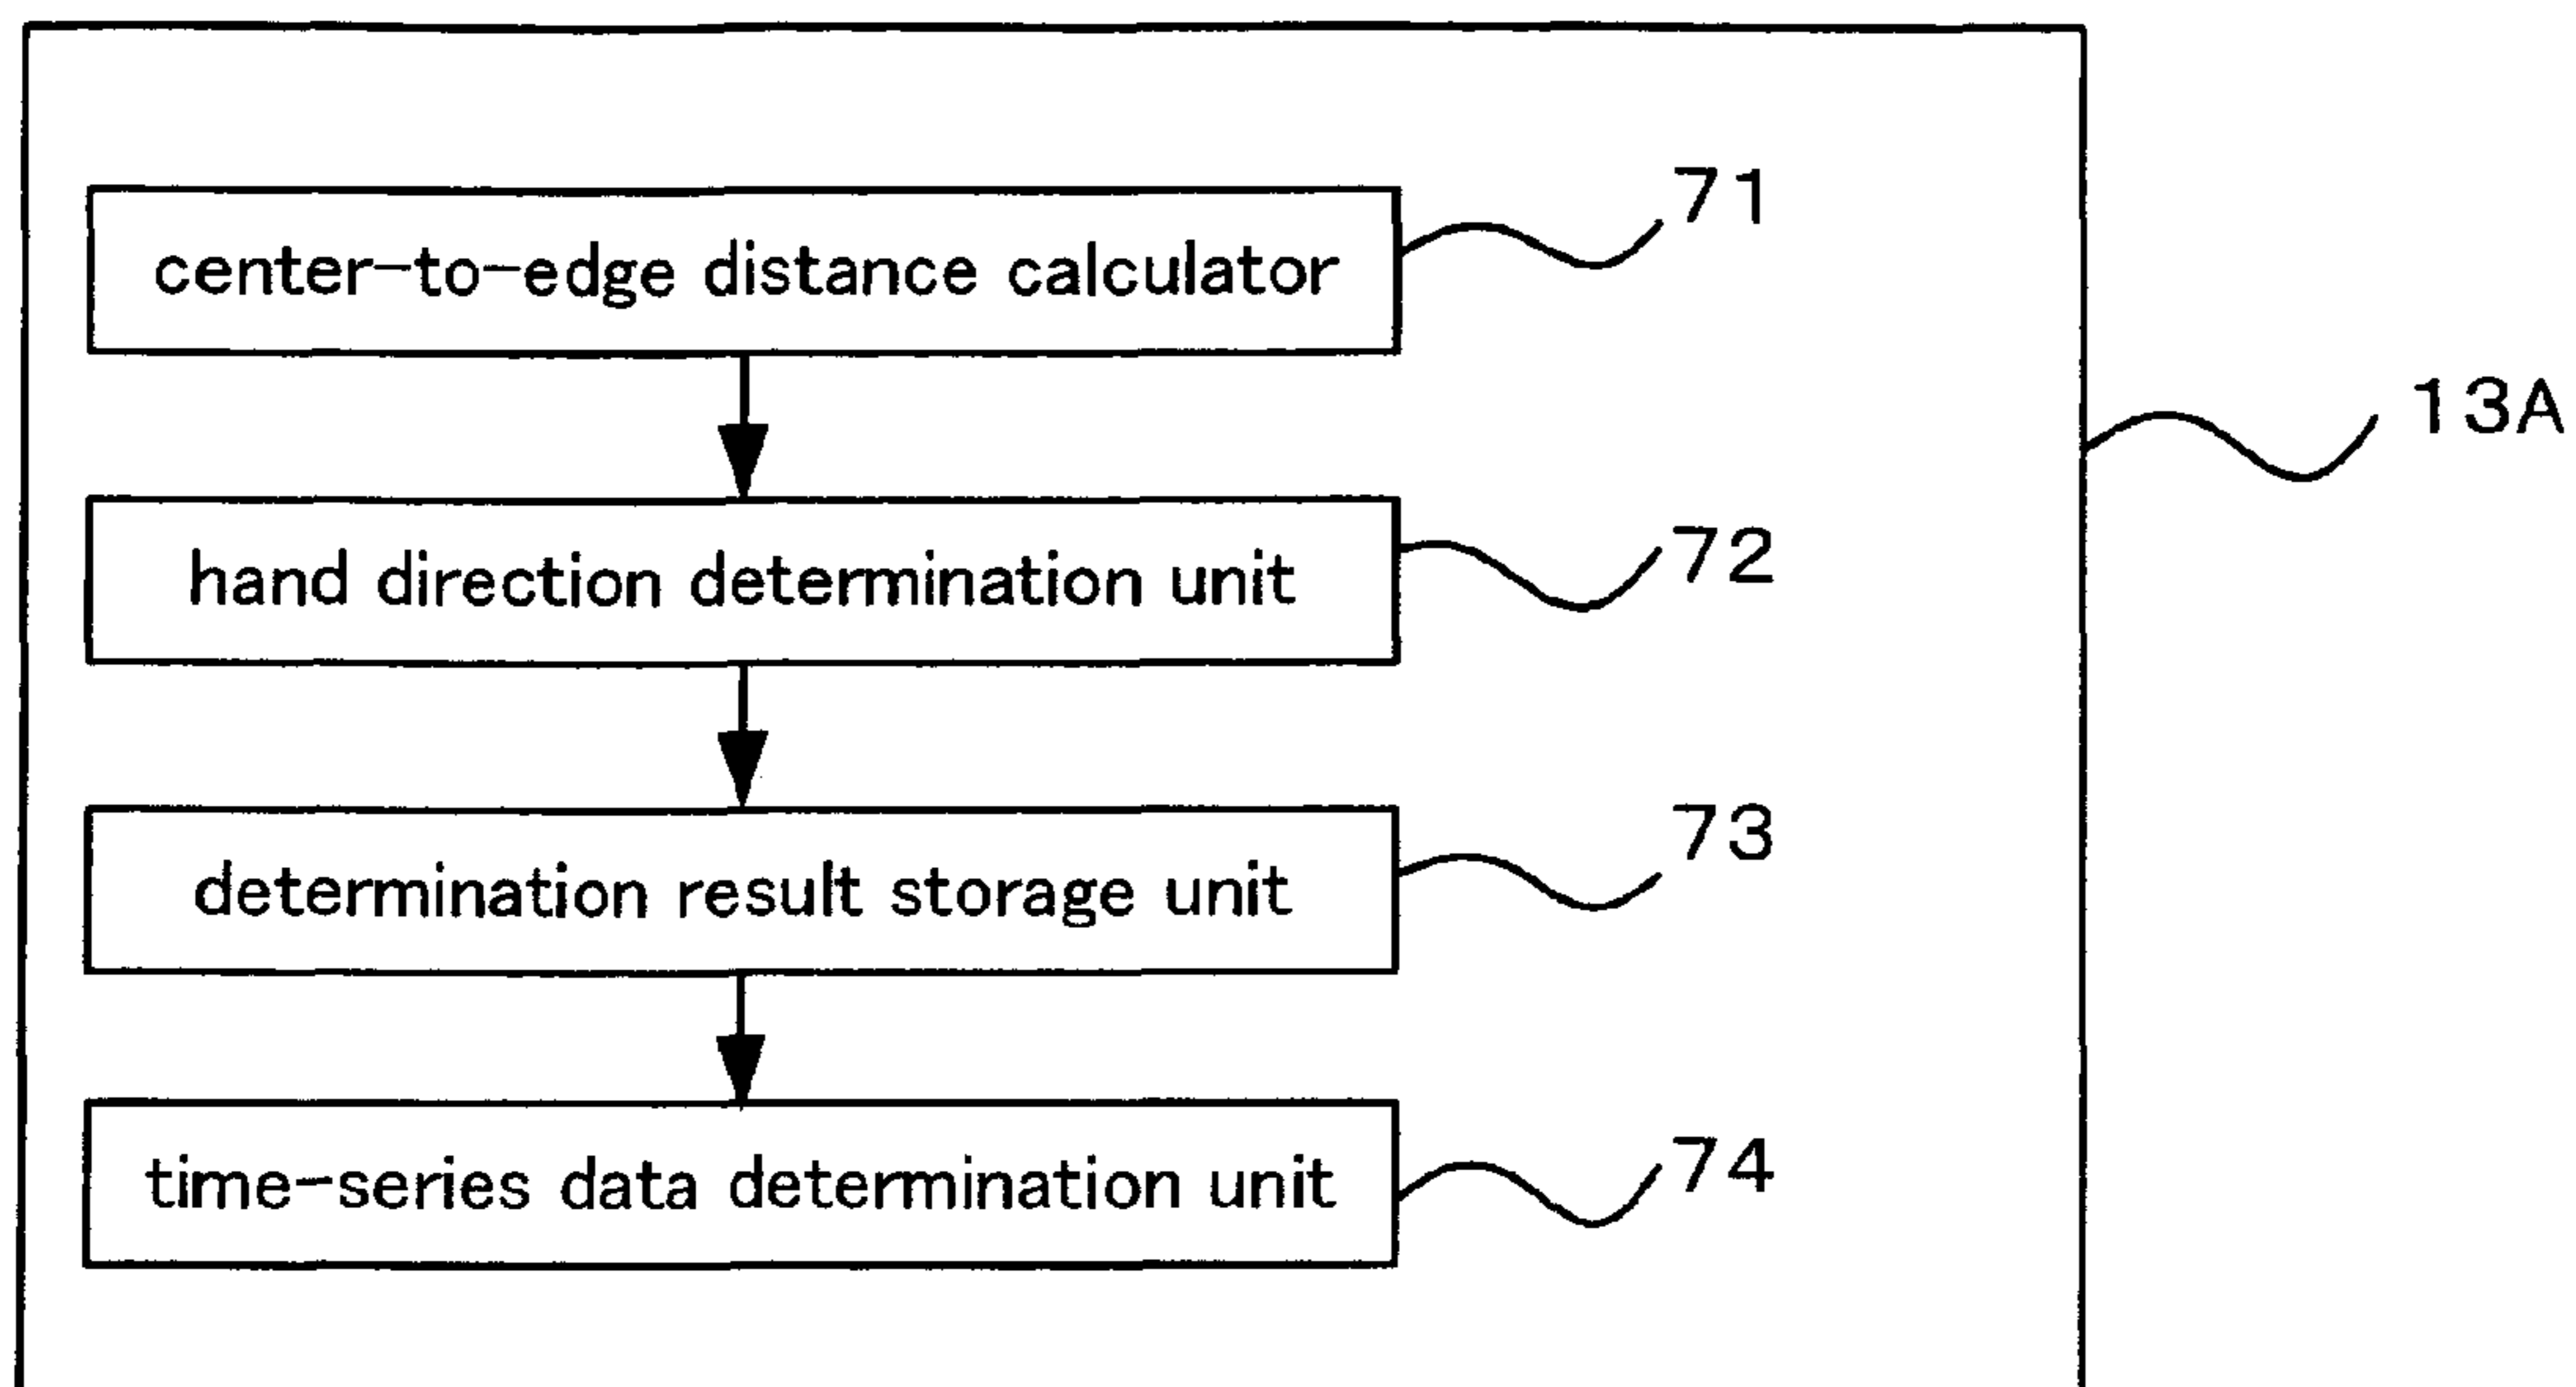 71
center-to-edge distance calculator
13A
72
hand direction determination unit
73
determination result storage unit
74
time-series data determination unit